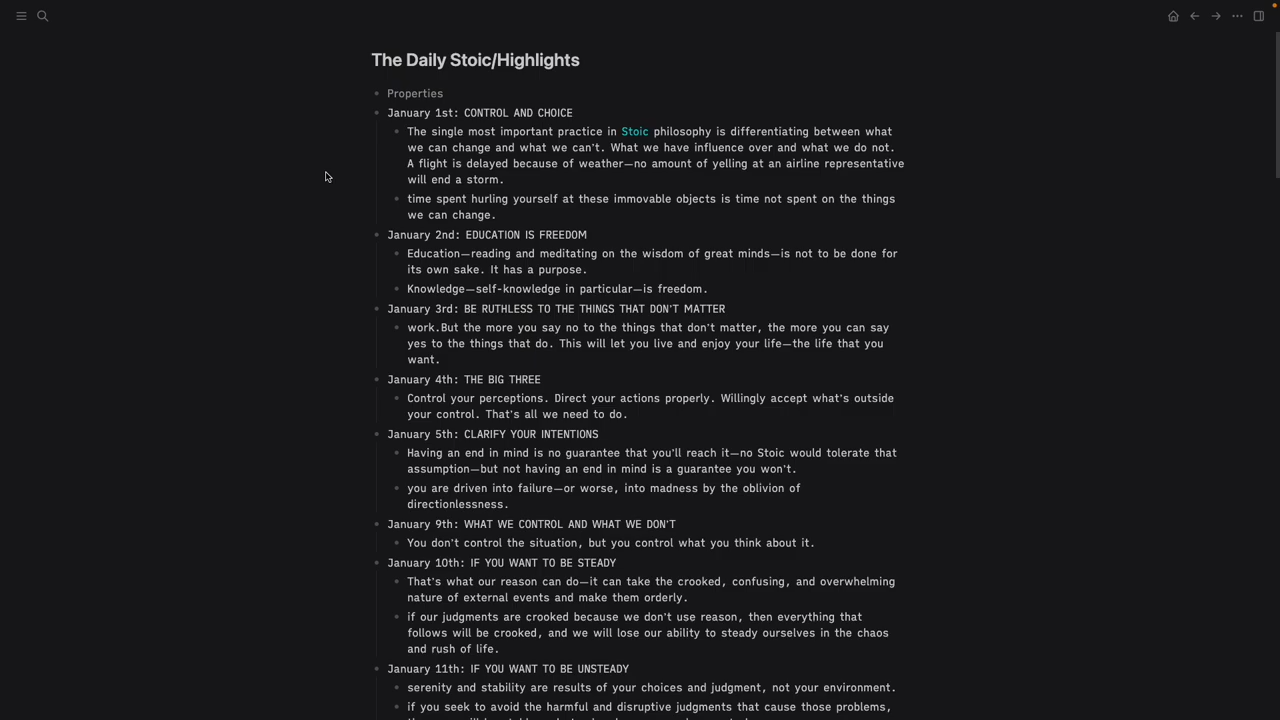 The Daily Stoic/Highlights
Properties
January 1st: CONTROL AND CHOICE
The single most important practice in Stoic philosophy is differentiating between what
we can change and what we can't. What we have influence over and what we do not.
A flight is delayed because of weather—no amount of yelling at an airline representative
will end a storm.
time spent hurling yourself at these immovable objects is time not spent on the things
we can change.
January 2nd: EDUCATION IS FREEDOM
Education—reading and meditating on the wisdom of great minds—is not to be done for
its own sake. It has a purpose.
Knowledge—self-knowledge in particular—is freedom.
January 3rd: BE RUTHLESS TO THE THINGS THAT DON'T MATTER
work.But the more you say no to the things that don't matter, the more you can say
yes to the things that do. This will let you live and enjoy your life—the life that you
want.
January 4th: THE BIG THREE
Control your perceptions. Direct your actions properly. Willingly accept what's outside
your control. That's all we need to do.
January 5th: CLARIFY YOUR INTENTIONS
Having an end in mind is no guarantee that you'll reach it—no Stoic would tolerate that
assumption—but not having an end in mind is a guarantee you won't.
you are driven into failure—or worse, into madness by the oblivion of
directionlessness.
January 9th: WHAT WE CONTROL AND WHAT WE DON'T
You don't control the situation, but you control what you think about it.
January 10th: IF YOU WANT TO BE STEADY
That's what our reason can do—it can take the crooked, confusing, and overwhelming
nature of external events and make them orderly.
if our judgments are crooked because we don't use reason, then everything that
follows will be crooked, and we will lose our ability to steady ourselves in the chaos
and rush of life.
January 11th: IF YOU WANT TO BE UNSTEADY
serenity and stability are results of your choices and judgment, not your environment.
if you seek to avoid the harmful and disruptive judgments that cause those problems,